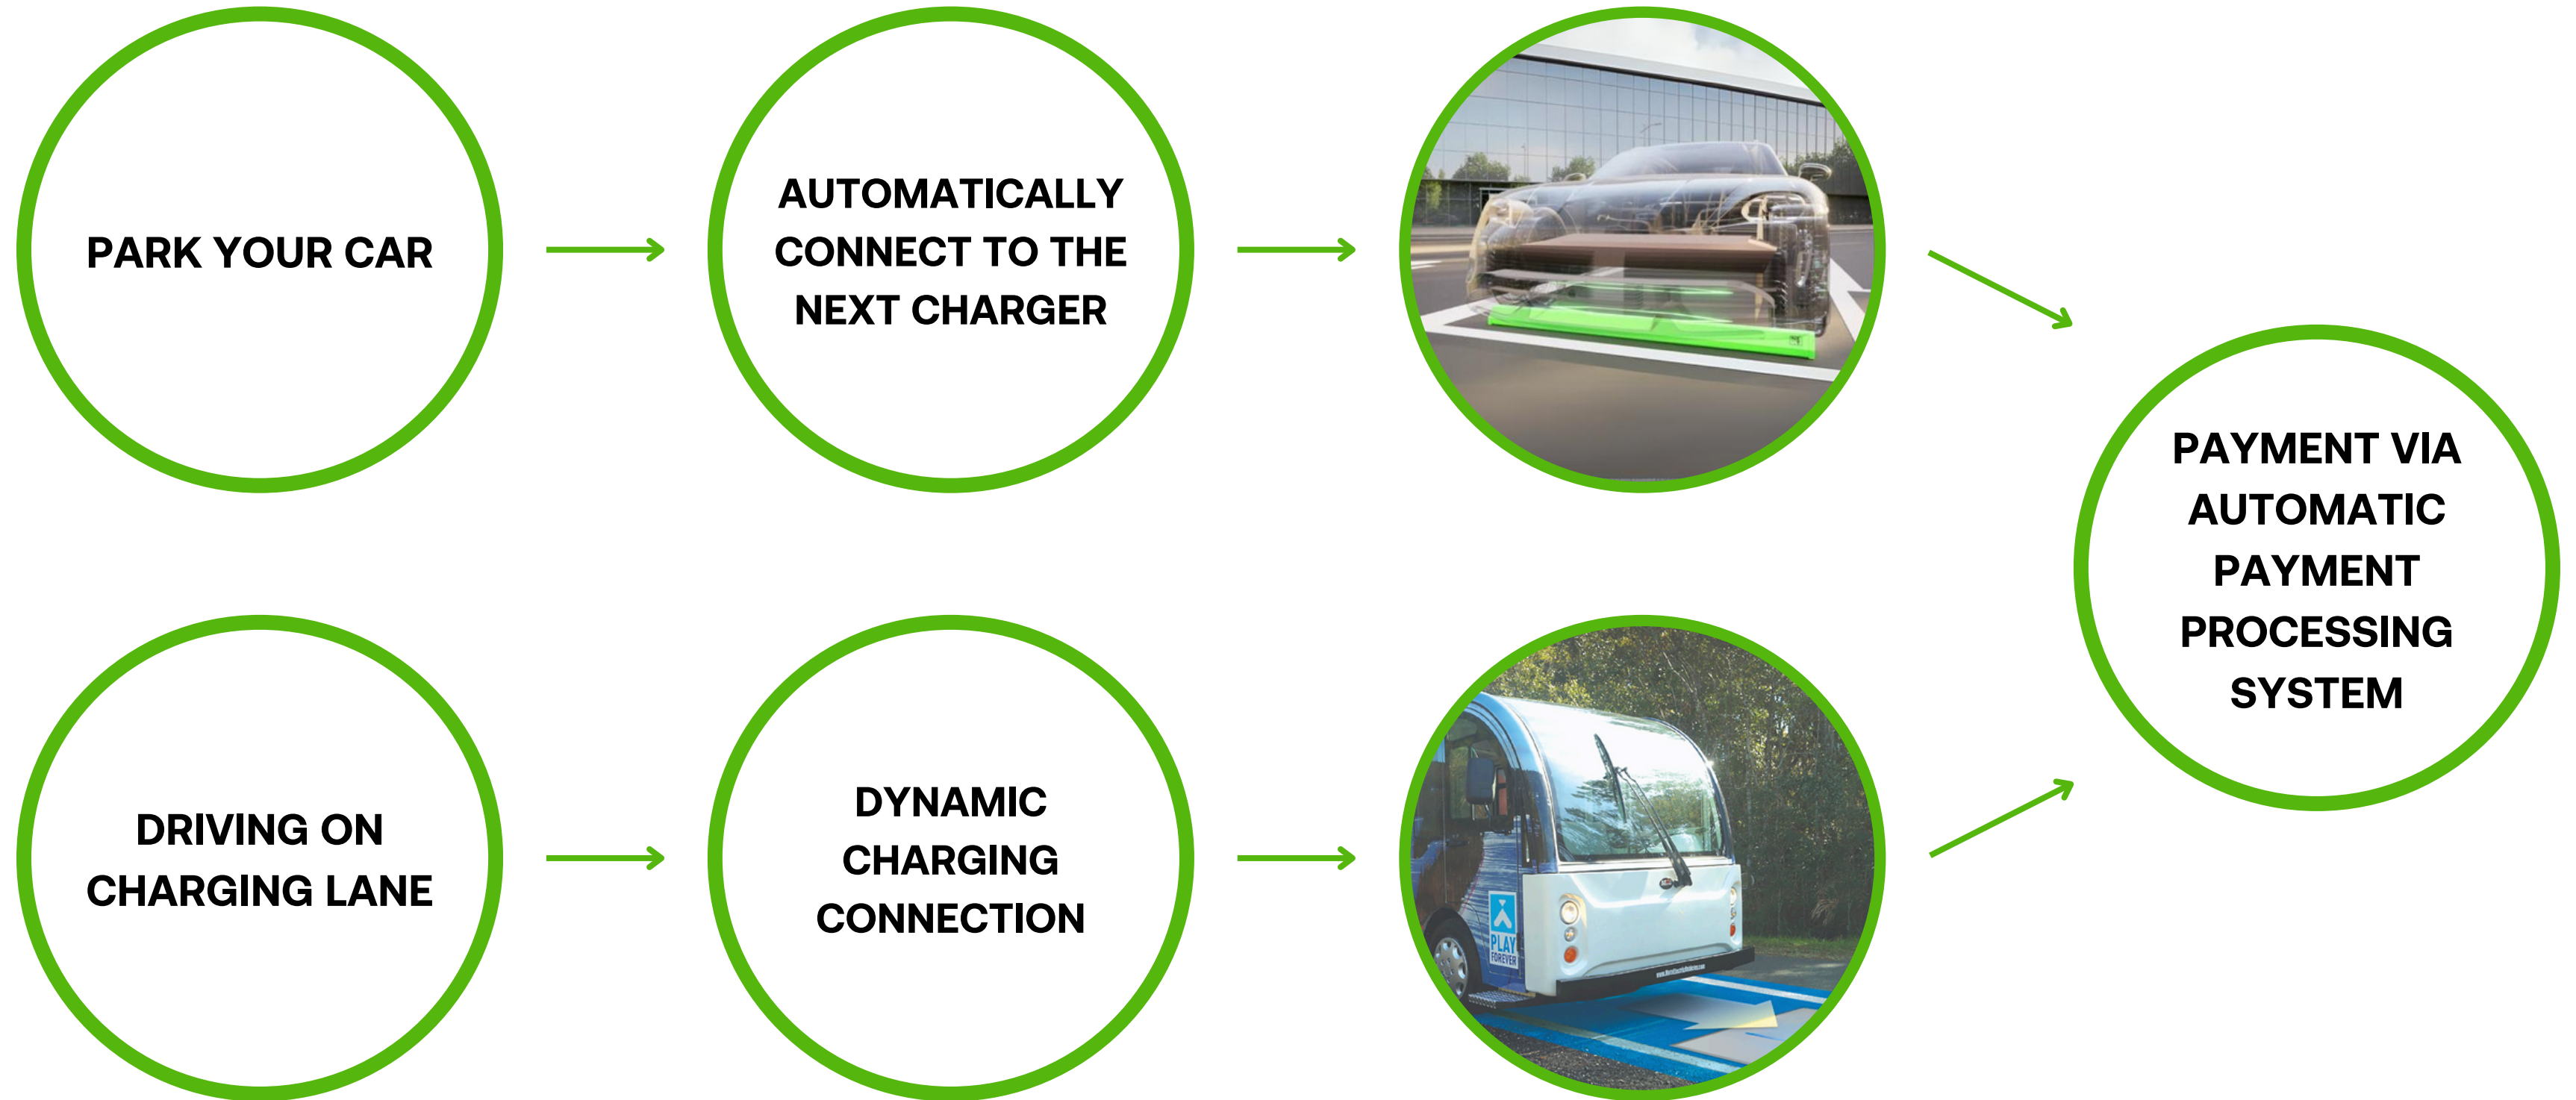 PARK YOUR CAR
AUTOMATICALLY
CONNECT TO THE
NEXT CHARGER
PAYMENT VIA
AUTOMATIC
PAYMENT
PROCESSING
SYSTEM
DRIVING ON
CHARGING LANE
DYNAMIC
CHARGING
CONNECTION
PLAY
FOREVER